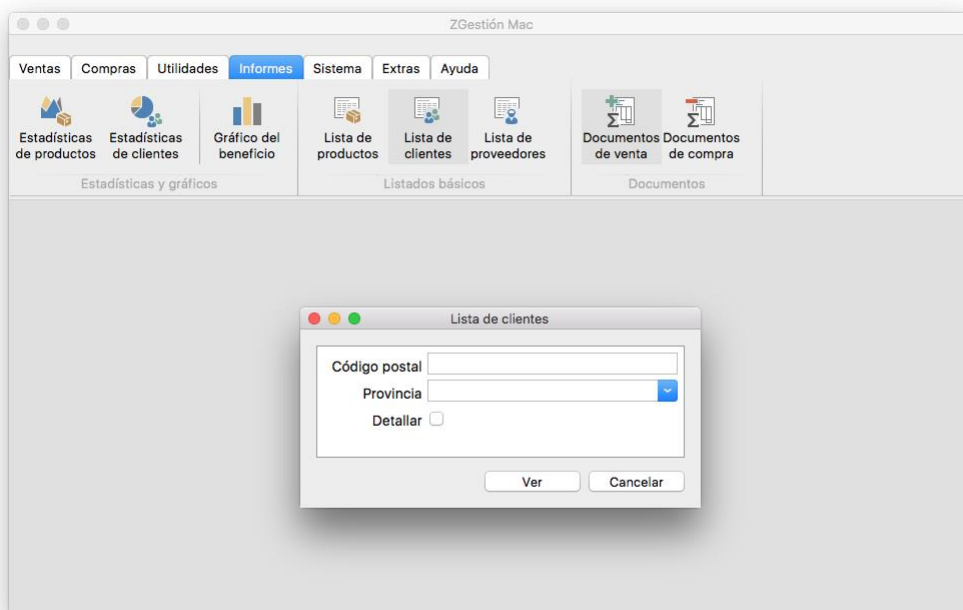 ZGestión Mac
Ventas Compras Utilidades Informes Sistema Extras Ayuda
Estadísticas de productos
Estadísticas de clientes
Gráfico del beneficio
Lista de productos
Lista de clientes
Lista de proveedores
Documentos de venta
Documentos de compra
Estadísticas y gráficos
Listados básicos
Documentos
Lista de clientes
Código postal
Provincia
Detallar
Ver Cancelar